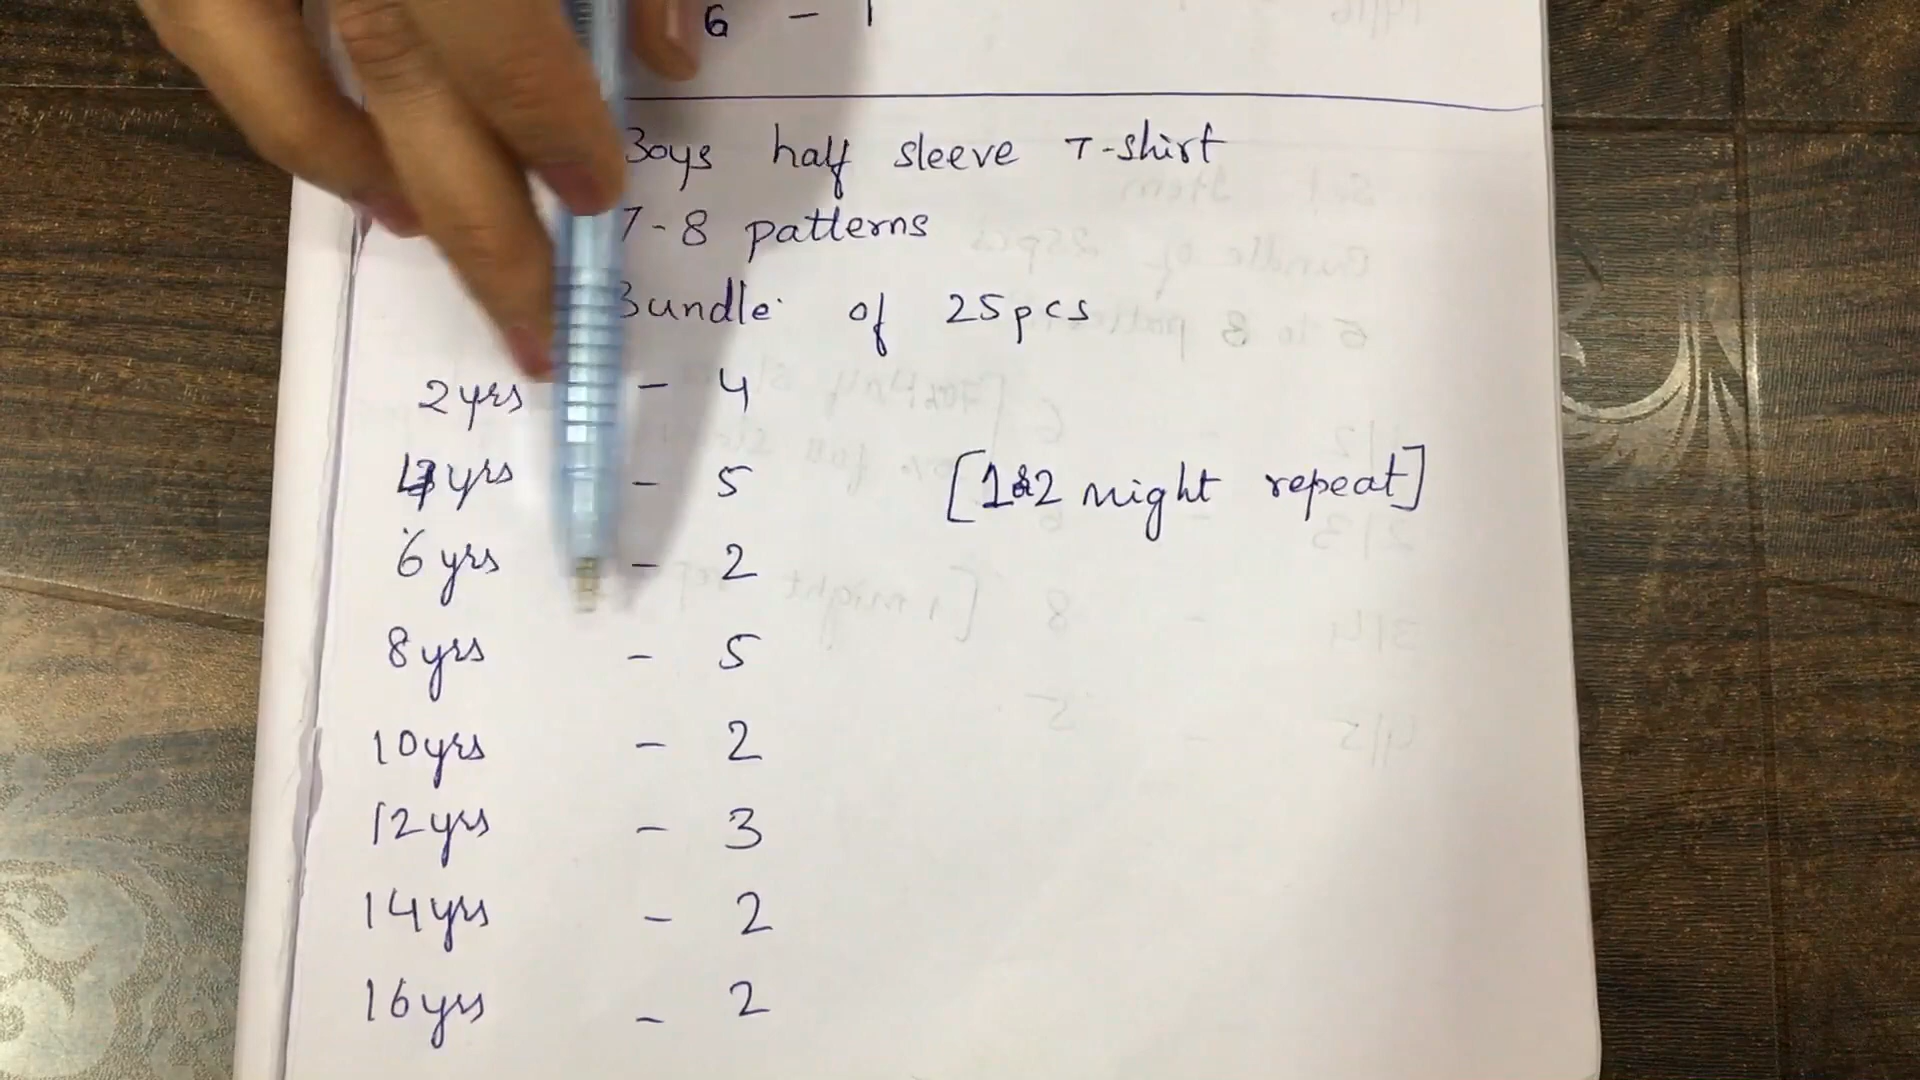 6 - 1
Boys half sleeve T-shirt
7-8 patterns
Bundle of 25pcs
2yrs - 4
4yrs - 5 [1&2 might repeat]
6yrs - 2
8yrs - 5
10yrs - 2
12yrs - 3
14yrs - 2
16yrs - 2